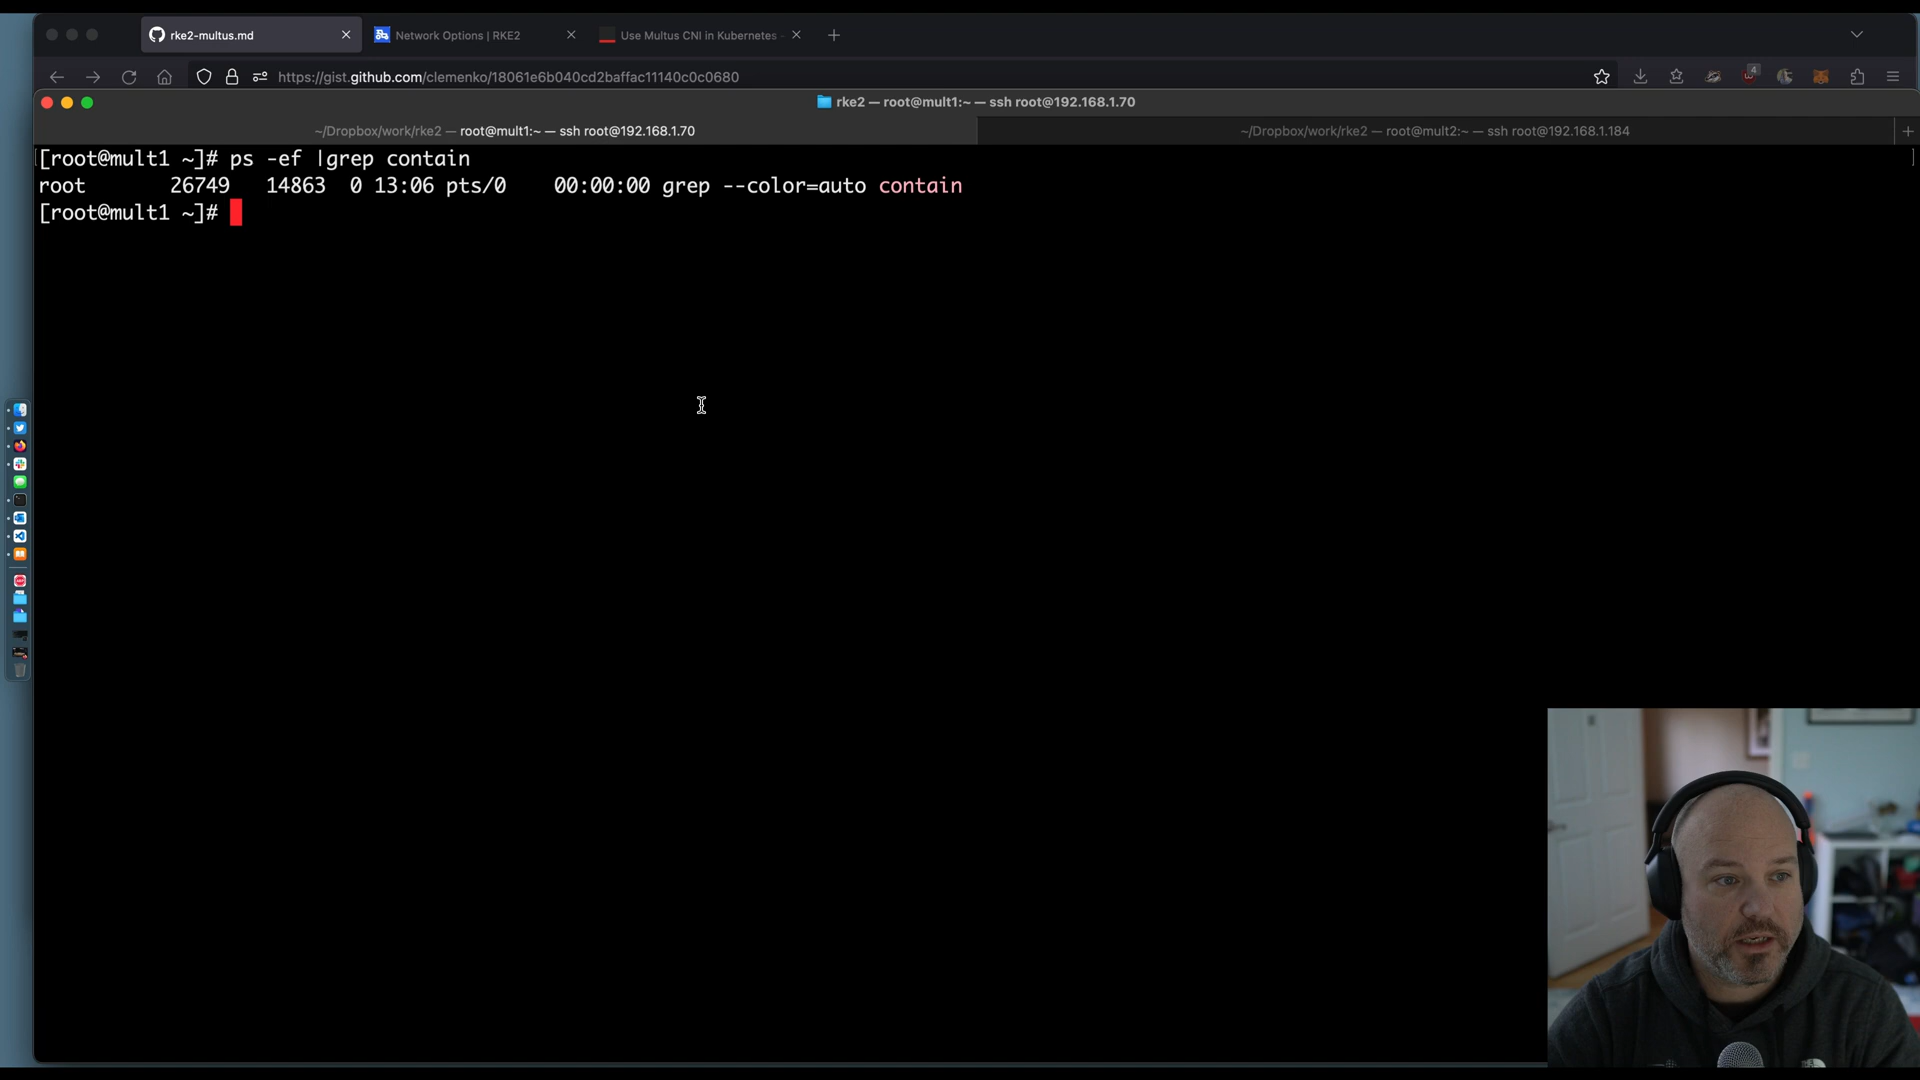 rke2-multus.md
Network Options | RKE2
Use Multus CNI in Kubernetes -
https://gist.github.com/clemenko/18061e6b040cd2baffac11140c0c0680
4
rke2 — root@mult1:~ — ssh root@192.168.1.70
~/Dropbox/work/rke2 — root@mult1:~ — ssh root@192.168.1.70
~/Dropbox/work/rke2 — root@mult2:~ — ssh root@192.168.1.184
[root@mult1 ~]# ps -ef |grep contain
root 26749 14863 0 13:06 pts/0 00:00:00 grep --color=auto contain
[root@mult1 ~]#